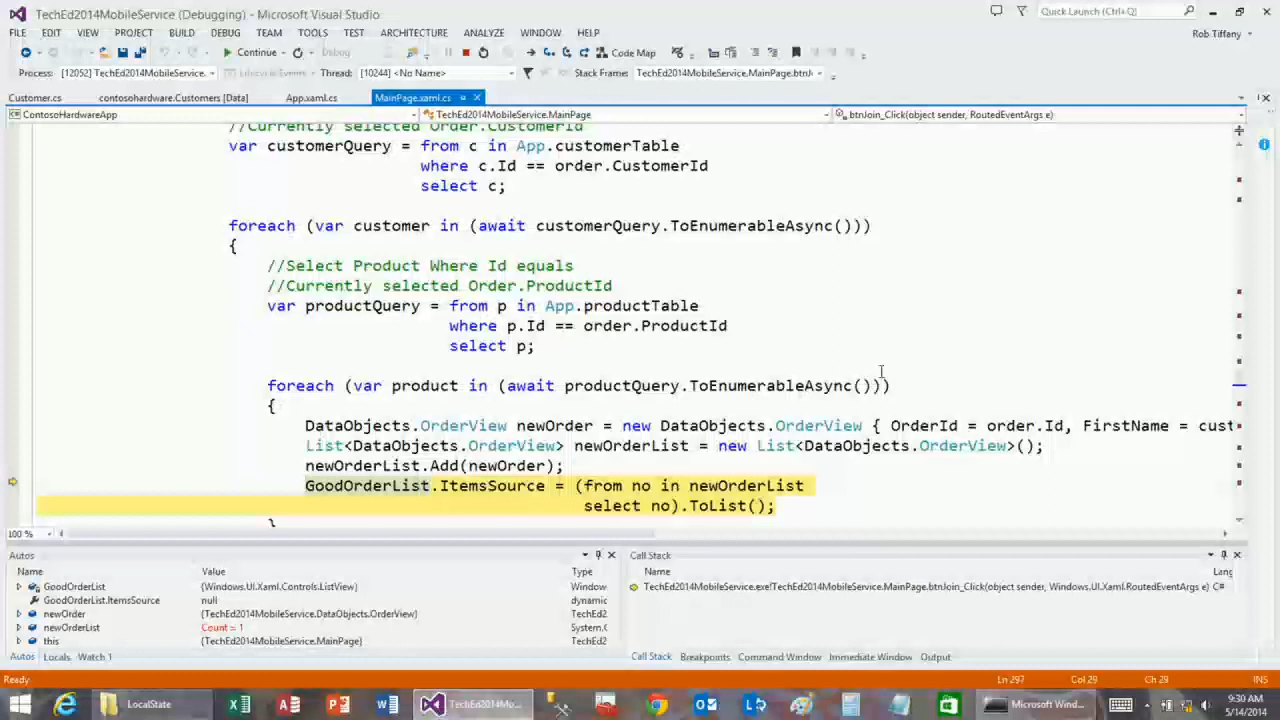 TechEd2014MobileService (Debugging) - Microsoft Visual Studio
Quick Launch (Ctrl+Q)
FILE EDIT VIEW PROJECT BUILD DEBUG TEAM TOOLS TEST ARCHITECTURE ANALYZE WINDOW HELP
Rob Tiffany
Continue Debug Code Map
Process: [12052] TechEd2014MobileService. Lifecycle Events Thread: [10244] <No Name> Stack Frame: TechEd2014MobileService.MainPage.btnJ
Customer.cs contosohardware.Customers [Data] App.xaml.cs MainPage.xaml.cs
ContosoHardwareApp TechEd2014MobileService.MainPage btnJoin_Click(object sender, RoutedEventArgs e)
//Currently selected Order.CustomerId
var customerQuery = from c in App.customerTable
where c.Id == order.CustomerId
select c;
foreach (var customer in (await customerQuery.ToEnumerableAsync()))
{
//Select Product Where Id equals
//Currently selected Order.ProductId
var productQuery = from p in App.productTable
where p.Id == order.ProductId
select p;
foreach (var product in (await productQuery.ToEnumerableAsync()))
{
DataObjects.OrderView newOrder = new DataObjects.OrderView { OrderId = order.Id, FirstName = cust
List<DataObjects.OrderView> newOrderList = new List<DataObjects.OrderView>();
newOrderList.Add(newOrder);
GoodOrderList.ItemsSource = (from no in newOrderList
select no).ToList();
}
100 %
Autos
Name Value Type
GoodOrderList {Windows.UI.Xaml.Controls.ListView} Window
GoodOrderList.ItemsSource null dynamic
newOrder {TechEd2014MobileService.DataObjects.OrderView} TechEd2
newOrderList Count = 1 System.C
this {TechEd2014MobileService.MainPage} TechEd2
Autos Locals Watch 1
Call Stack
Name Lang
TechEd2014MobileService.exe!TechEd2014MobileService.MainPage.btnJoin_Click(object sender, Windows.UI.Xaml.RoutedEventArgs e) C#
Call Stack Breakpoints Command Window Immediate Window Output
Ready Ln 297 Col 29 Ch 29 INS
LocalState TechEd2014Mo... Microsoft Wind...
9:30 AM
5/14/2014